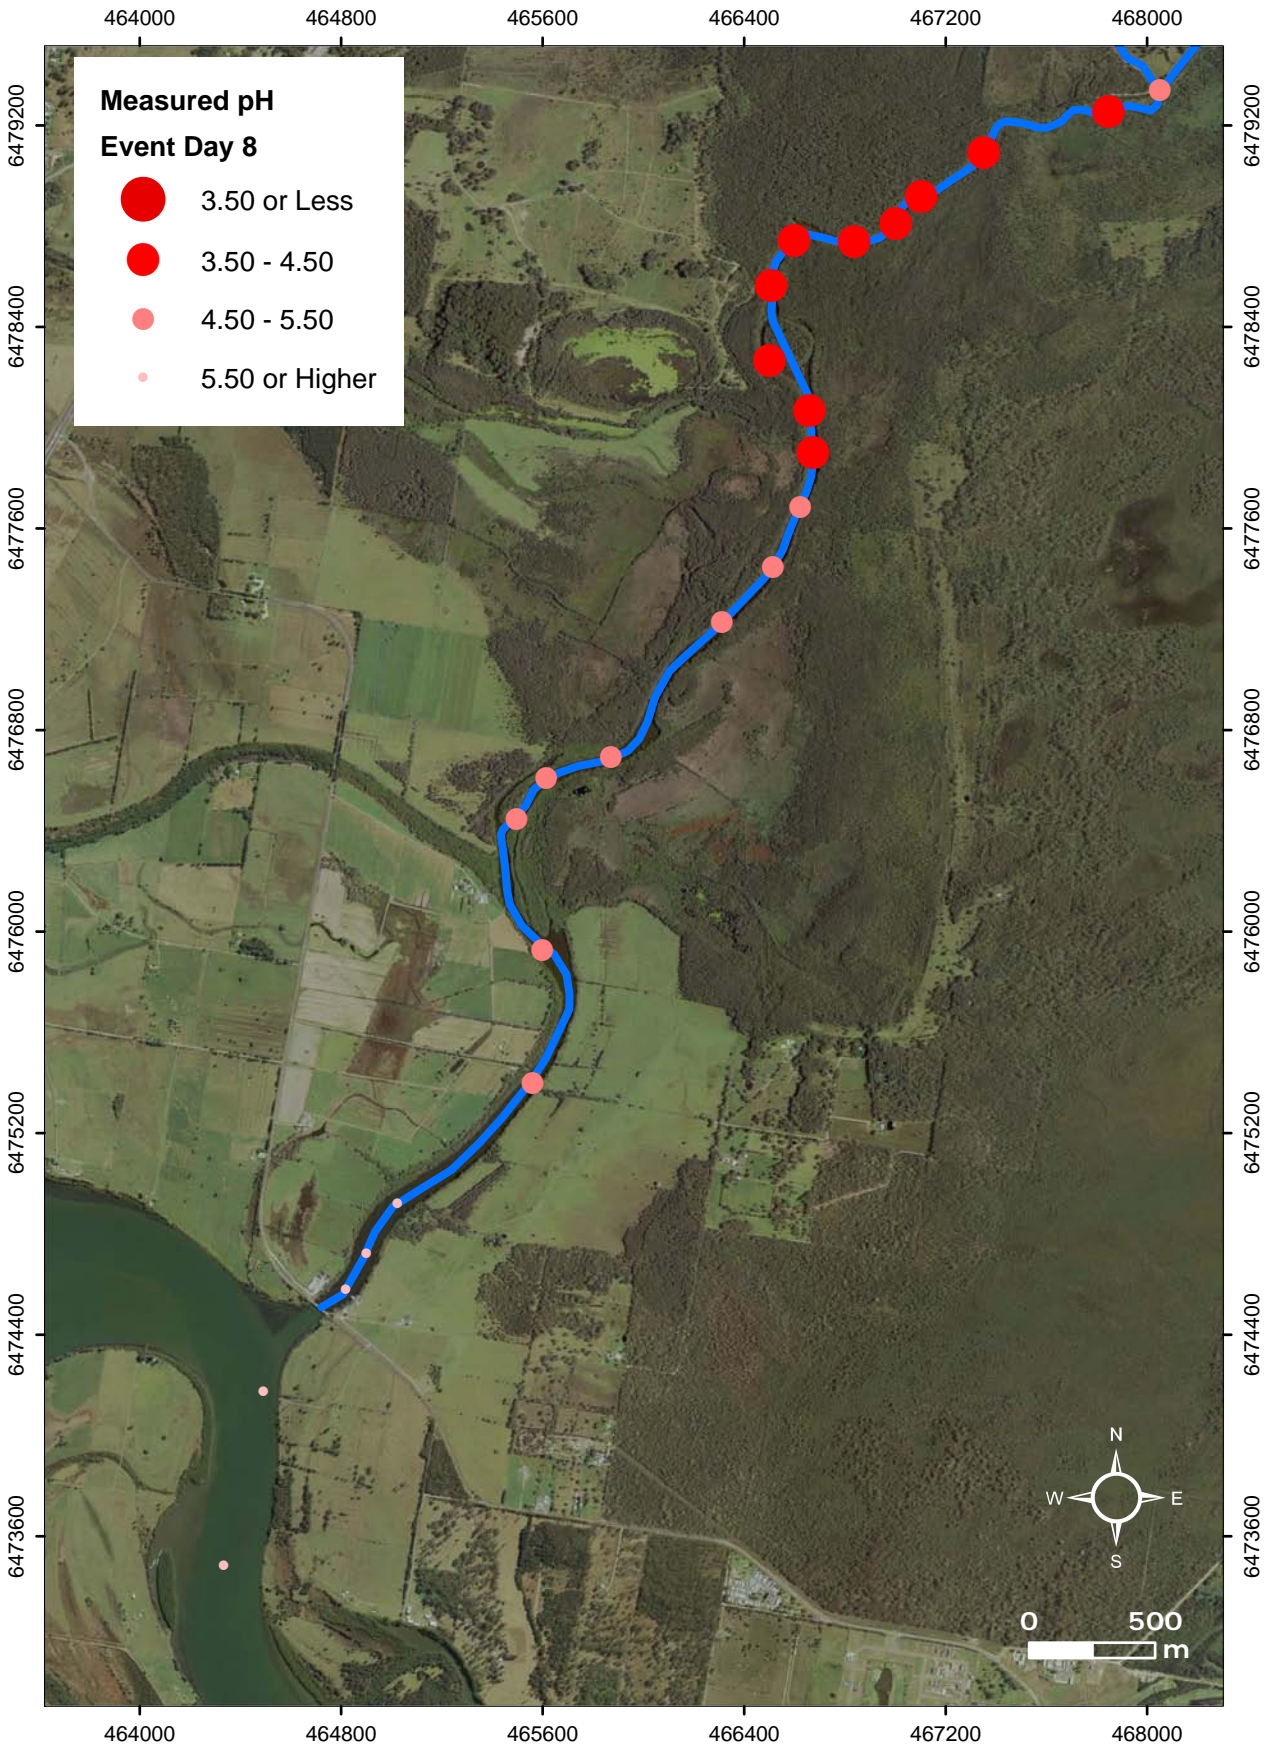 464000 464800 465600 466400 467200 468000
Measured pH
Event Day 8
3.50 or Less
3.50 - 4.50
4.50 - 5.50
5.50 or Higher
6479200 6479200
6478400 6478400
6477600 6477600
6476800 6476800
6476000 6476000
6475200 6475200
6474400 6474400
6473600 6473600
N
W E
S
0 500
m
464000 464800 465600 466400 467200 468000